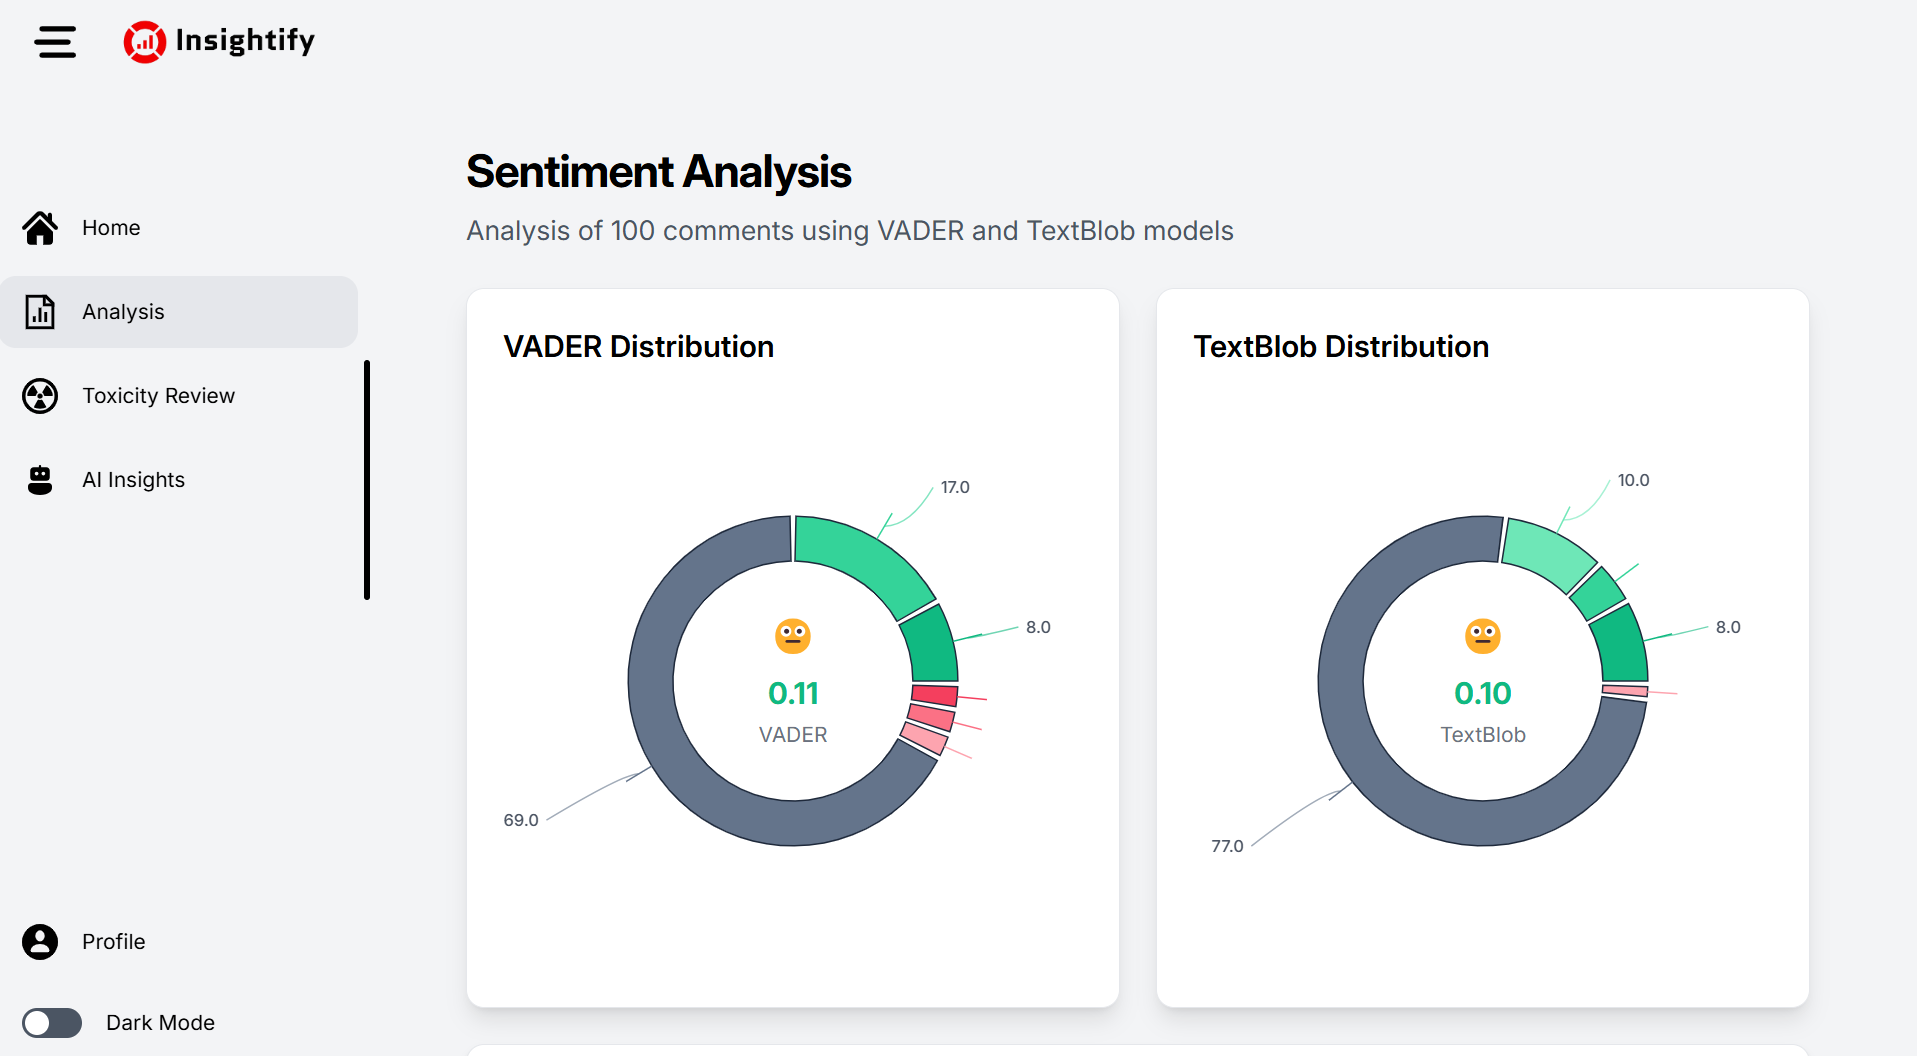 Insightify
Home
Analysis
Toxicity Review
AI Insights
Profile
Dark Mode
Sentiment Analysis
Analysis of 100 comments using VADER and TextBlob models
VADER Distribution
17.0
8.0
0.11
VADER
69.0
TextBlob Distribution
10.0
8.0
0.10
TextBlob
77.0